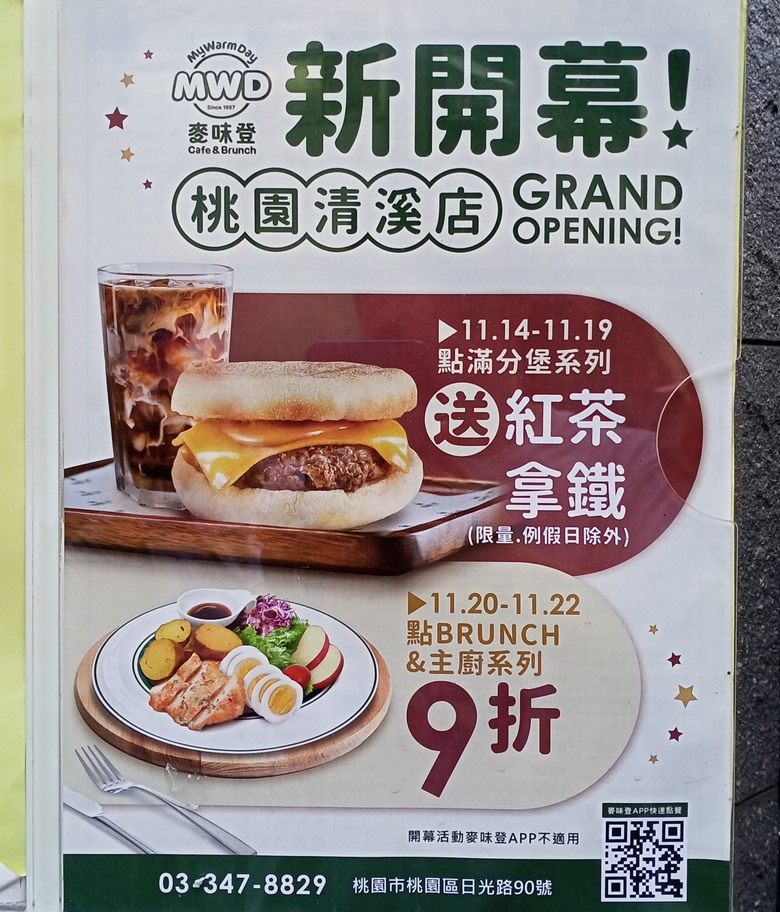 MyWarmDay
MWD
Since 1987
麥味登
Cafe & Brunch
新開幕!
桃園清溪店
GRAND
OPENING!
▶11.14-11.19
點滿分堡系列
送紅茶
拿鐵
(限量.例假日除外)
▶11.20-11.22
點BRUNCH
&主廚系列
9折
麥味登APP快速點餐
開幕活動麥味登APP不適用
03-347-8829 桃園市桃園區日光路90號